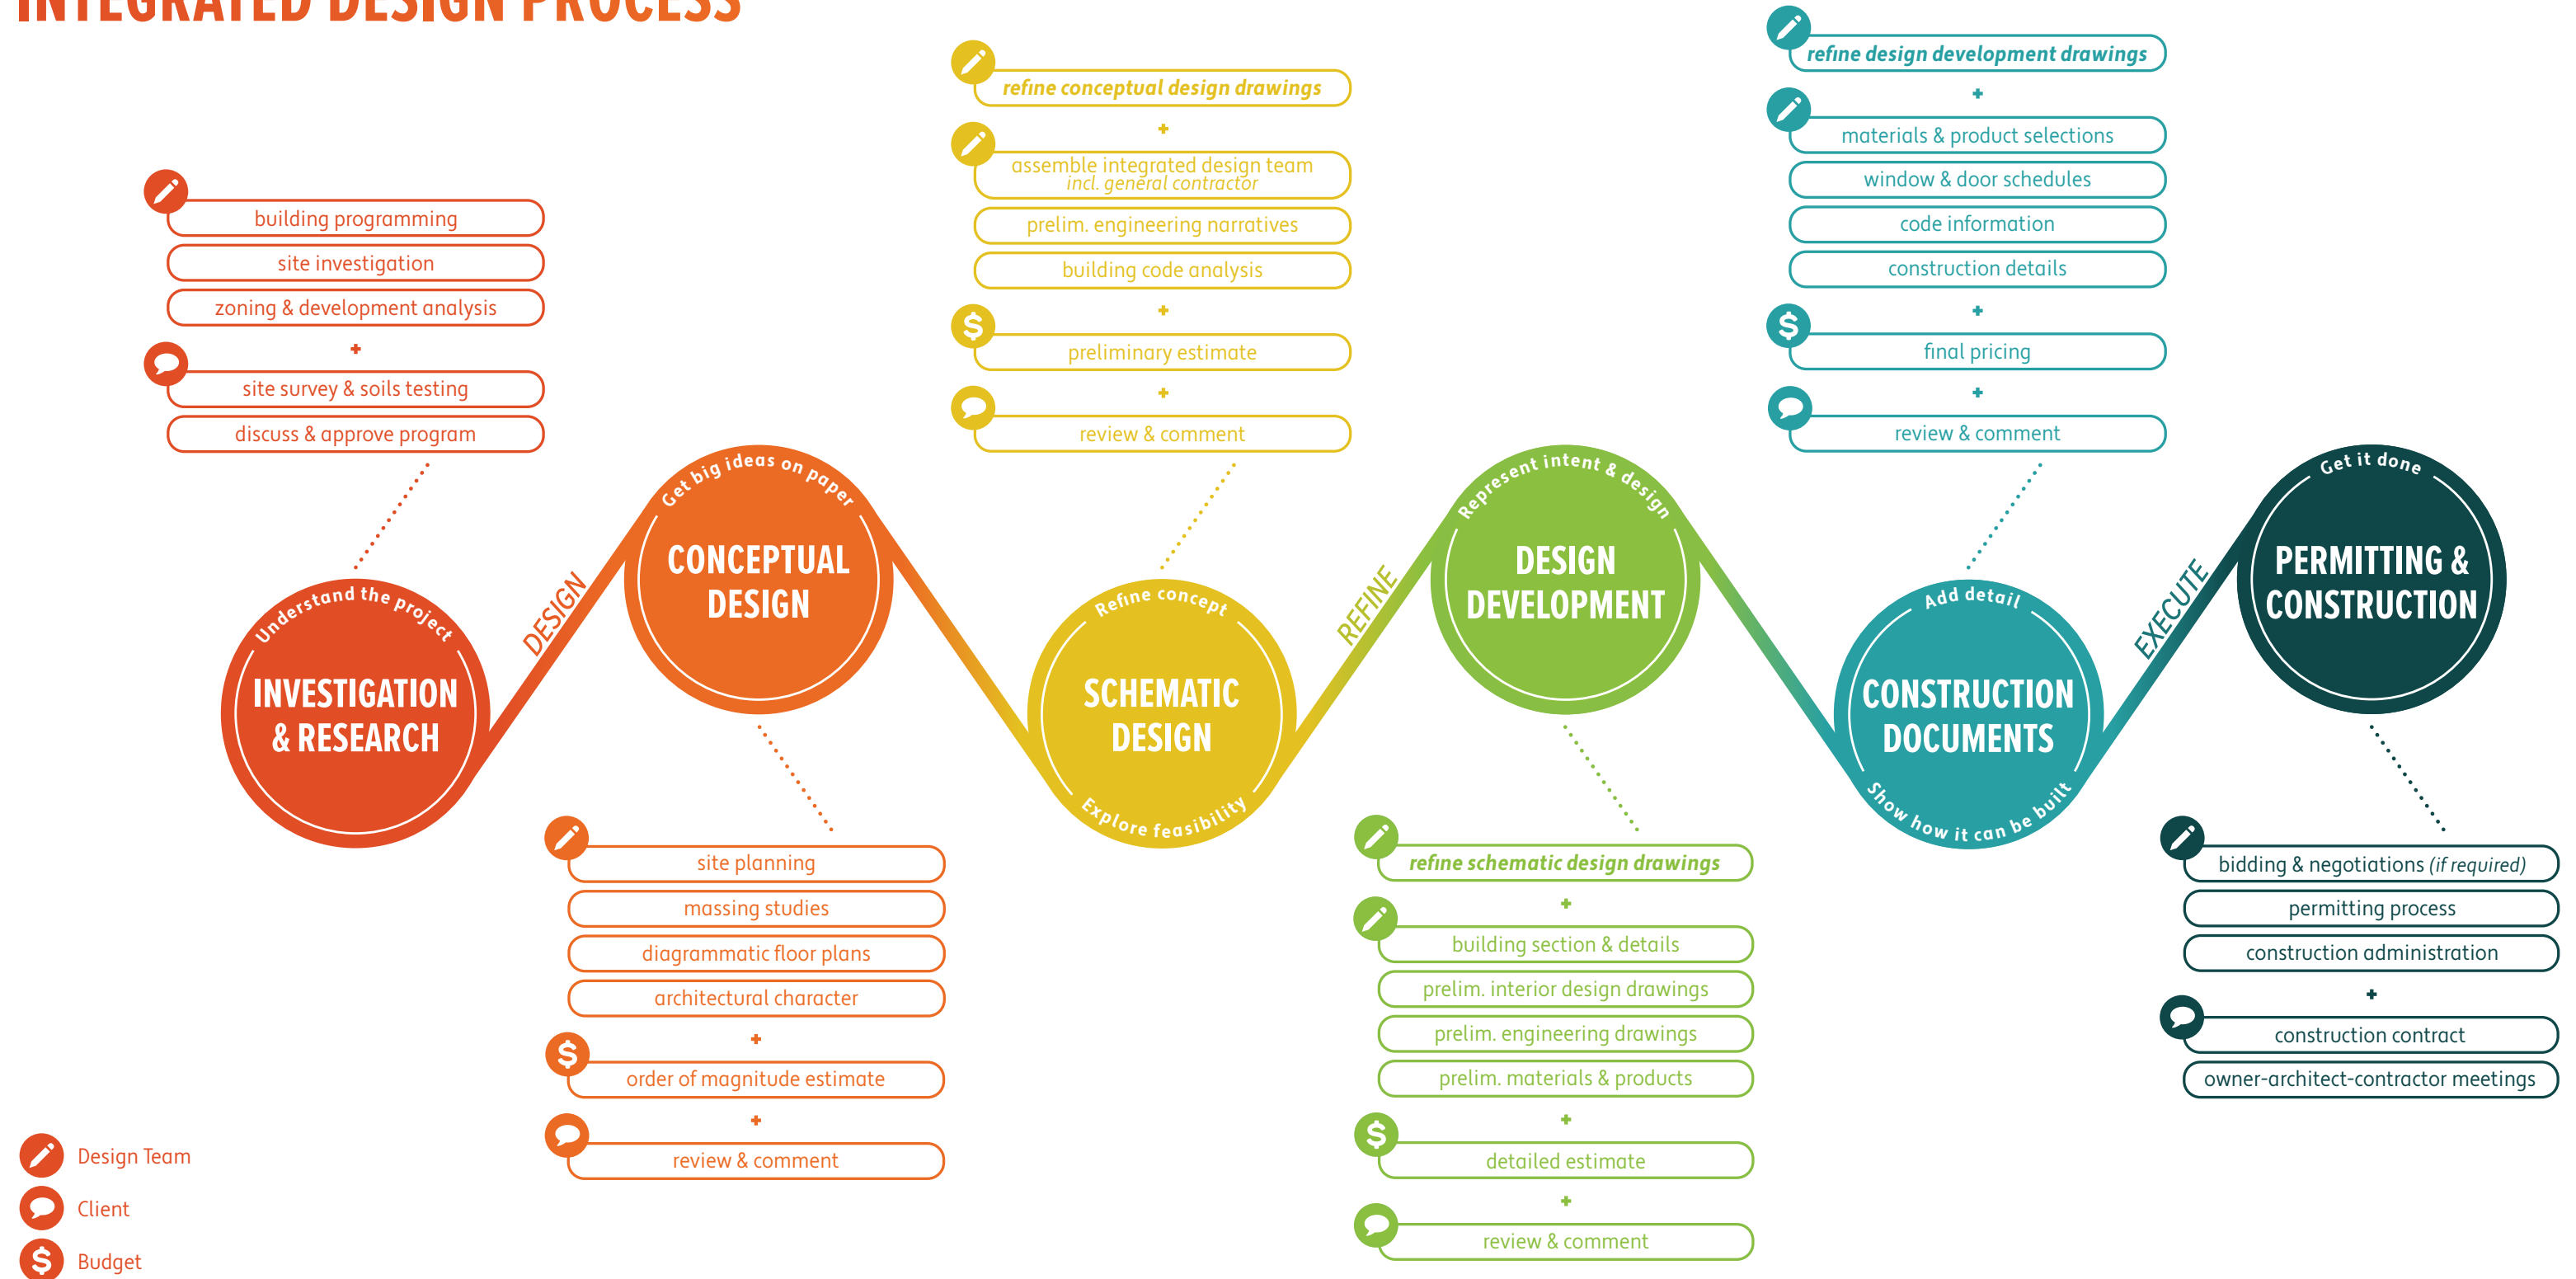 INTEGRATED DESIGN PROCESS
building programming
site investigation
zoning & development analysis
+
site survey & soils testing
discuss & approve program
Understand the project
INVESTIGATION
& RESEARCH
DESIGN
Get big ideas on paper
CONCEPTUAL
DESIGN
site planning
massing studies
diagrammatic floor plans
architectural character
+
$
order of magnitude estimate
+
review & comment
refine conceptual design drawings
+
assemble integrated design team
incl. general contractor
prelim. engineering narratives
building code analysis
+
$
preliminary estimate
+
review & comment
Refine concept
SCHEMATIC
DESIGN
Explore feasibility
REFINE
Represent intent & design
DESIGN
DEVELOPMENT
refine schematic design drawings
+
building section & details
prelim. interior design drawings
prelim. engineering drawings
prelim. materials & products
+
$
detailed estimate
+
review & comment
refine design development drawings
+
materials & product selections
window & door schedules
code information
construction details
+
$
final pricing
+
review & comment
Add detail
CONSTRUCTION
DOCUMENTS
Show how it can be built
EXECUTE
Get it done
PERMITTING &
CONSTRUCTION
bidding & negotiations (if required)
permitting process
construction administration
+
construction contract
owner-architect-contractor meetings
Design Team
Client
$ Budget